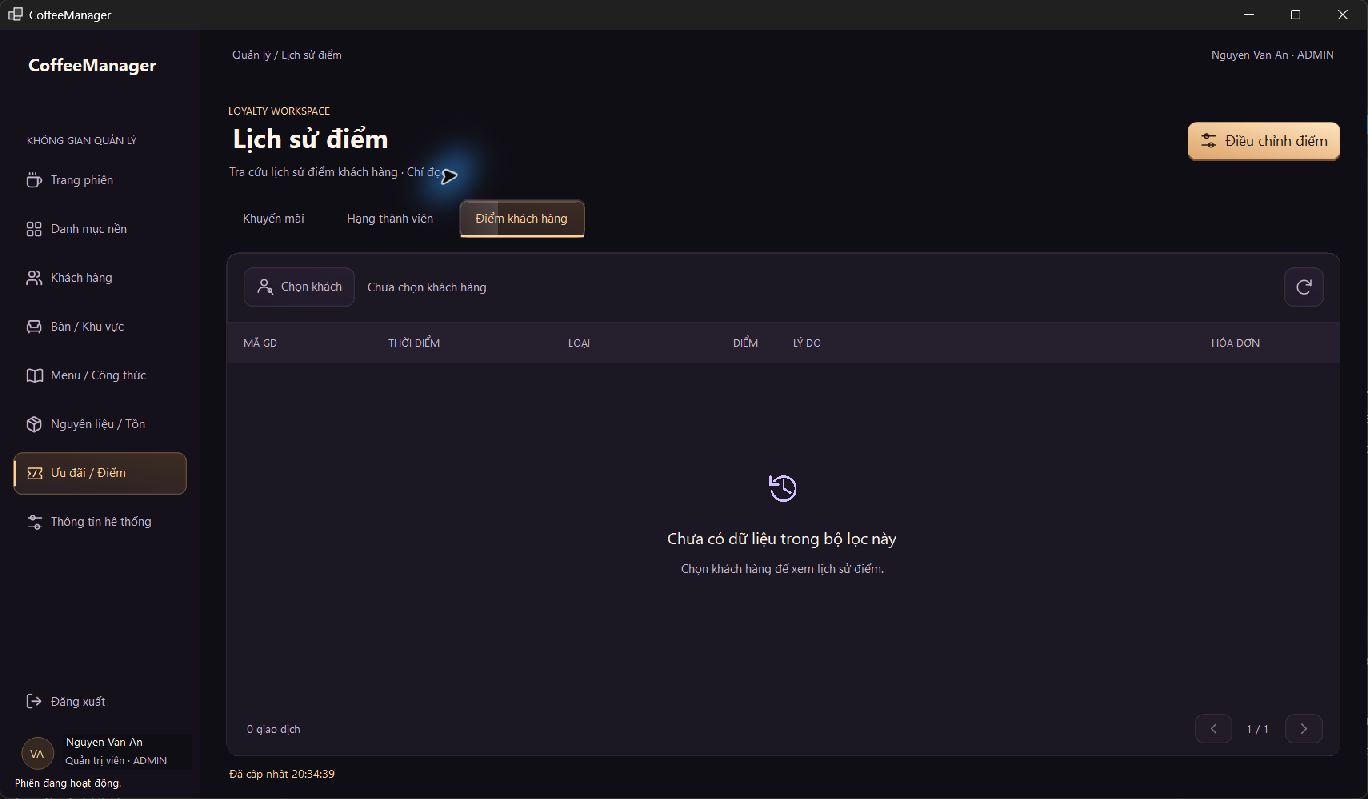 CoffeeManager
CoffeeManager
Quản lý / Lịch sử điểm
Nguyen Van An · ADMIN
KHÔNG GIAN QUẢN LÝ
Trang phiên
Danh mục nền
Khách hàng
Bàn / Khu vực
Menu / Công thức
Nguyên liệu / Tồn
Ưu đãi / Điểm
Thông tin hệ thống
LOYALTY WORKSPACE
Lịch sử điểm
Tra cứu lịch sử điểm khách hàng · Chỉ đọc
Điều chỉnh điểm
Khuyến mãi
Hạng thành viên
Điểm khách hàng
Chọn khách
Chưa chọn khách hàng
MÃ GD THỜI ĐIỂM LOẠI ĐIỂM LÝ DO HÓA ĐƠN
Chưa có dữ liệu trong bộ lọc này
Chọn khách hàng để xem lịch sử điểm.
0 giao dịch
1 / 1
Đã cập nhật 20:34:39
Đăng xuất
VA
Nguyen Van An
Quản trị viên · ADMIN
Phiên đang hoạt động.